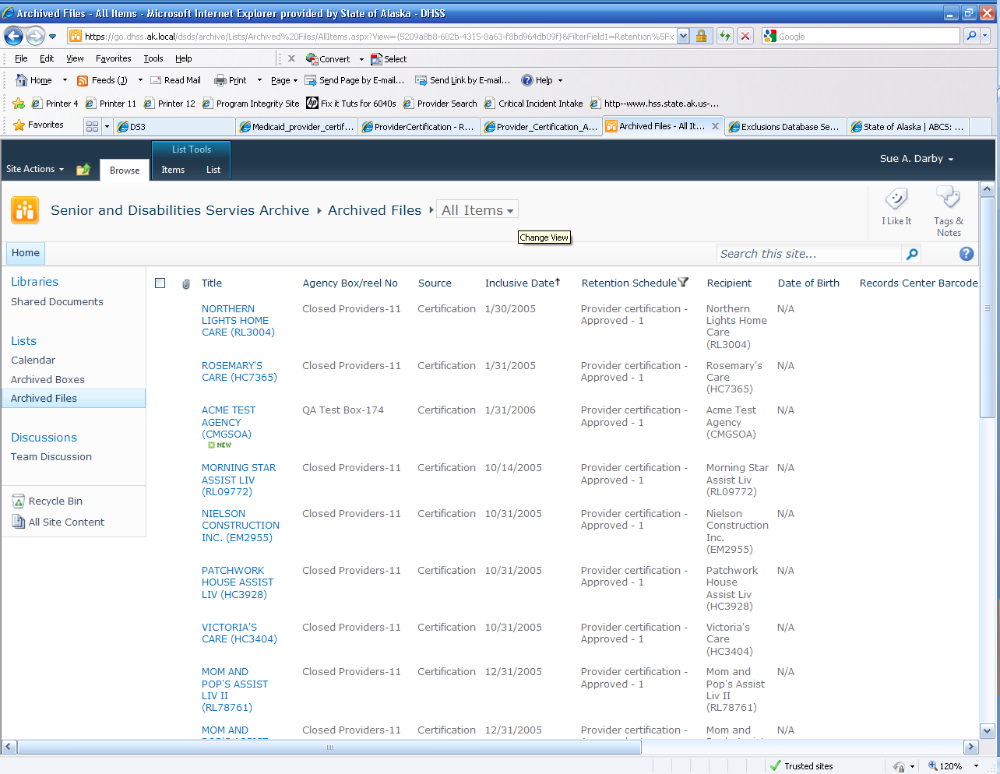 Archived Files - All Items - Microsoft Internet Explorer provided by State of Alaska - DHSS
https://go.dhss.ak.local/dsds/archive/Lists/Archived%20Files/AllItems.aspx?View={5209a8b8-602b-4315-8a63-f8bd964db09f}&FilterField1=Retention%5Fx
Google
File Edit View Favorites Tools Help
Convert Select
Home Feeds (J) Read Mail Print Page Send Page by E-mail... Send Link by E-mail... Help
Printer 4 Printer 11 Printer 12 Program Integrity Site Fix it Tuts for 6040s Provider Search Critical Incident Intake http--www.hss.state.ak.us-...
Favorites DS3 Medicaid_provider_certif... ProviderCertification - R... Provider_Certification_A... Archived Files - All It... Exclusions Database Se... State of Alaska | ABCS: ...
List Tools
Site Actions Browse Items List
Sue A. Darby
Senior and Disabilities Servies Archive Archived Files All Items
Change View
I Like It
Tags & Notes
Home
Search this site...
Libraries
Shared Documents
Lists
Calendar
Archived Boxes
Archived Files
Discussions
Team Discussion
Recycle Bin
All Site Content
Title Agency Box/reel No Source Inclusive Date Retention Schedule Recipient Date of Birth Records Center Barcode
NORTHERN Closed Providers-11 Certification 1/30/2005 Provider certification - Northern N/A
LIGHTS HOME Approved - 1 Lights Home
CARE (RL3004) Care
(RL3004)
ROSEMARY'S Closed Providers-11 Certification 1/31/2005 Provider certification - Rosemary's N/A
CARE (HC7365) Approved - 1 Care
(HC7365)
ACME TEST QA Test Box-174 Certification 1/31/2006 Provider certification - Acme Test N/A
AGENCY Approved - 1 Agency
(CMGSOA) (CMGSOA)
NEW
MORNING STAR Closed Providers-11 Certification 10/14/2005 Provider certification - Morning Star N/A
ASSIST LIV Approved - 1 Assist Liv
(RL09772) (RL09772)
NIELSON Closed Providers-11 Certification 10/31/2005 Provider certification - Nielson N/A
CONSTRUCTION Approved - 1 Construction
INC. (EM2955) Inc.
(EM2955)
PATCHWORK Closed Providers-11 Certification 10/31/2005 Provider certification - Patchwork N/A
HOUSE ASSIST Approved - 1 House
LIV (HC3928) Assist Liv
(HC3928)
VICTORIA'S Closed Providers-11 Certification 10/31/2005 Provider certification - Victoria's N/A
CARE (HC3404) Approved - 1 Care
(HC3404)
MOM AND Closed Providers-11 Certification 12/31/2005 Provider certification - Mom and N/A
POP'S ASSIST Approved - 1 Pop's Assist
LIV II Liv II
(RL78761) (RL78761)
MOM AND Closed Providers-11 Certification 12/31/2005 Provider certification - Mom and N/A
Trusted sites 120%